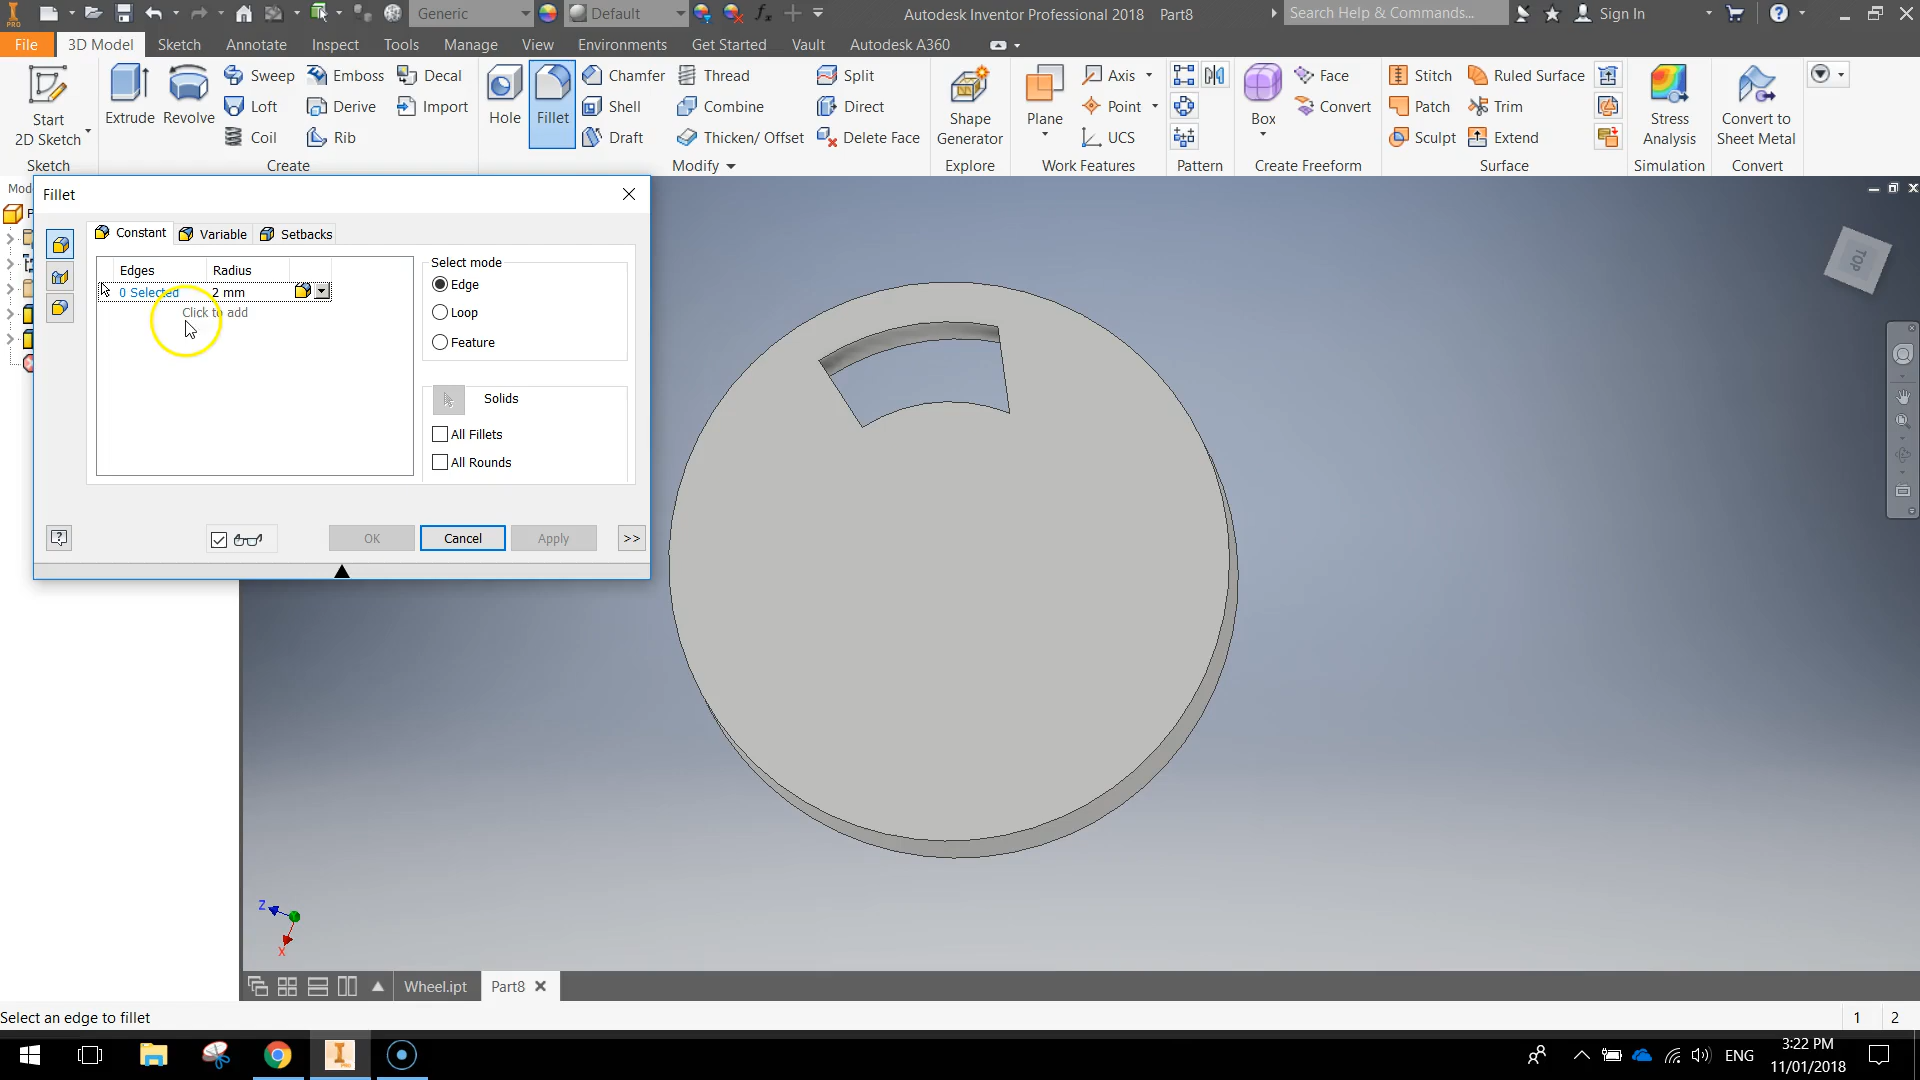 PRO
Generic
Default
Autodesk Inventor Professional 2018 Part8
Search Help & Commands...
Sign In
File
3D Model
Sketch
Annotate
Inspect
Tools
Manage
View
Environments
Get Started
Vault
Autodesk A360
Start
2D Sketch
Sketch
Extrude
Revolve
Sweep
Loft
Coil
Emboss
Derive
Rib
Decal
Import
Create
Hole
Fillet
Chamfer
Shell
Draft
Thread
Combine
Thicken/ Offset
Split
Direct
Delete Face
Modify
Shape
Generator
Explore
Plane
Axis
Point
UCS
Work Features
Pattern
Box
Face
Convert
Create Freeform
Stitch
Patch
Sculpt
Ruled Surface
Trim
Extend
Surface
Stress
Analysis
Simulation
Convert to
Sheet Metal
Convert
Fillet
Constant
Variable
Setbacks
Edges
Radius
0 Selected
2 mm
Click to add
Select mode
Edge
Loop
Feature
Solids
All Fillets
All Rounds
OK
Cancel
Apply
>>
TOP
Z
X
Wheel.ipt
Part8
Select an edge to fillet
1
2
ENG
3:22 PM
11/01/2018